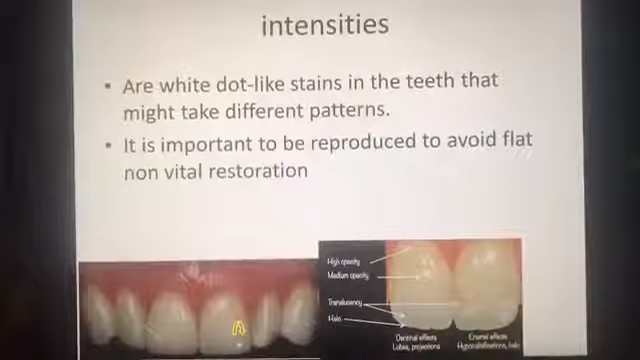 intensities
• Are white dot-like stains in the teeth that
might take different patterns.
• It is important to be reproduced to avoid flat
non vital restoration
High opacity
Medium opacity
Translucency
Halo
Dentinal effects
Lobes, projections
Enamel effects
Hypocalcifications, halo